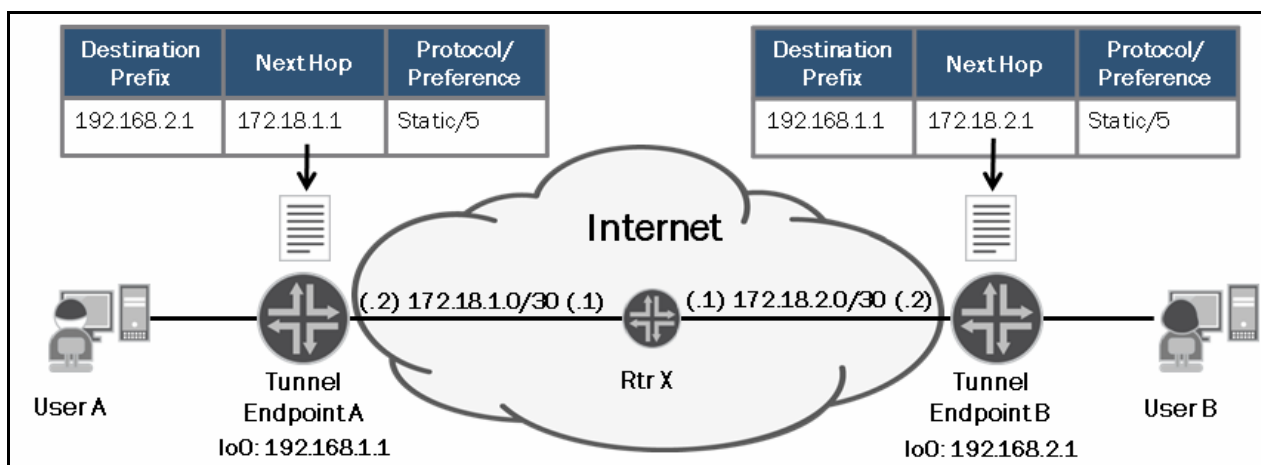 Destination Prefix
Next Hop
Protocol/ Preference
192.168.2.1
172.18.1.1
Static/5
Destination Prefix
Next Hop
Protocol/ Preference
192.168.1.1
172.18.2.1
Static/5
Internet
(.2) 172.18.1.0/30 (.1)
(.1) 172.18.2.0/30 (.2)
User A
Tunnel
Endpoint A
lo0: 192.168.1.1
Rtr X
Tunnel
Endpoint B
lo0: 192.168.2.1
User B